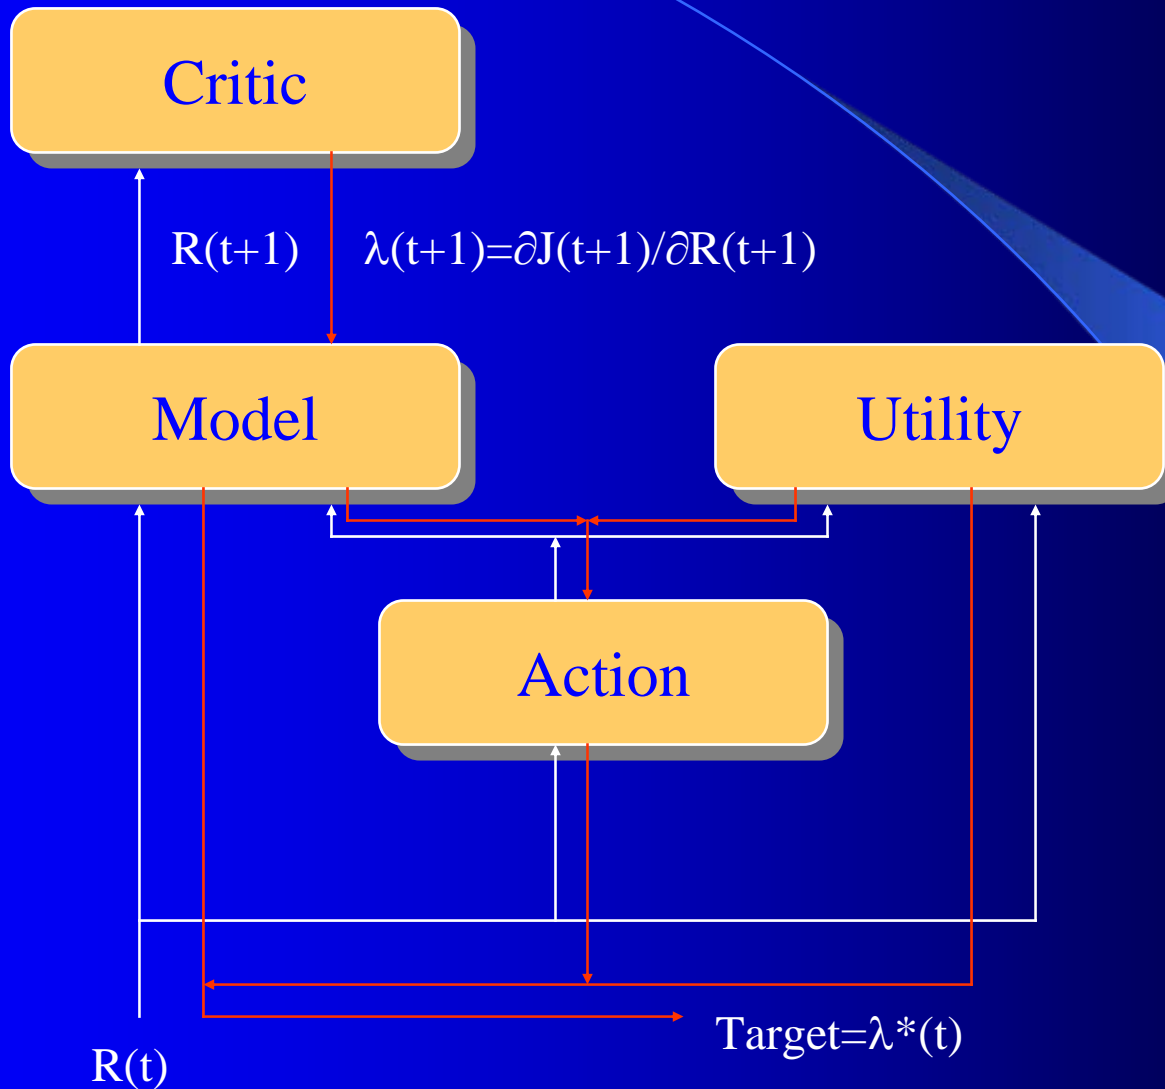 Critic
R(t+1)
λ(t+1)=∂J(t+1)/∂R(t+1)
Model
Utility
Action
Target=λ*(t)
R(t)